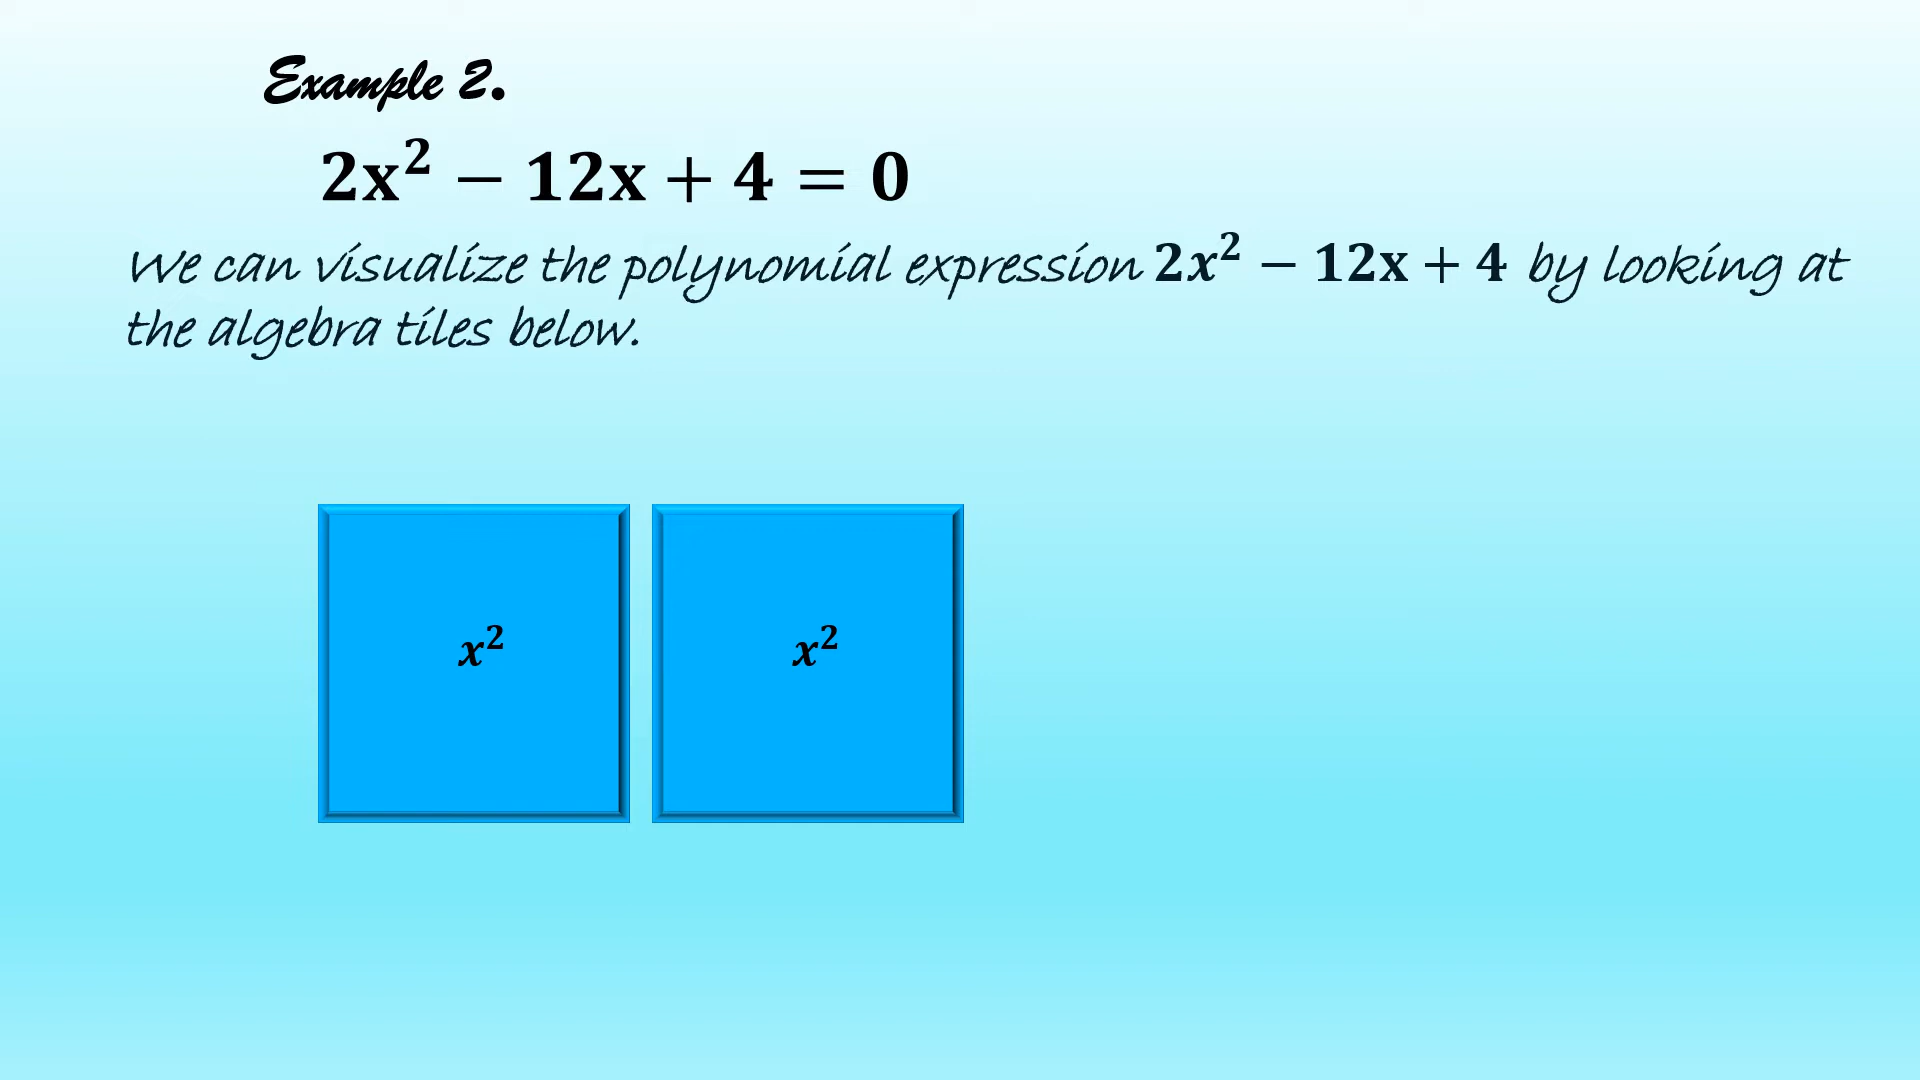 Example 2.
2x² − 12x + 4 = 0
We can visualize the polynomial expression 2x² − 12x + 4 by looking at
the algebra tiles below.
x² x²